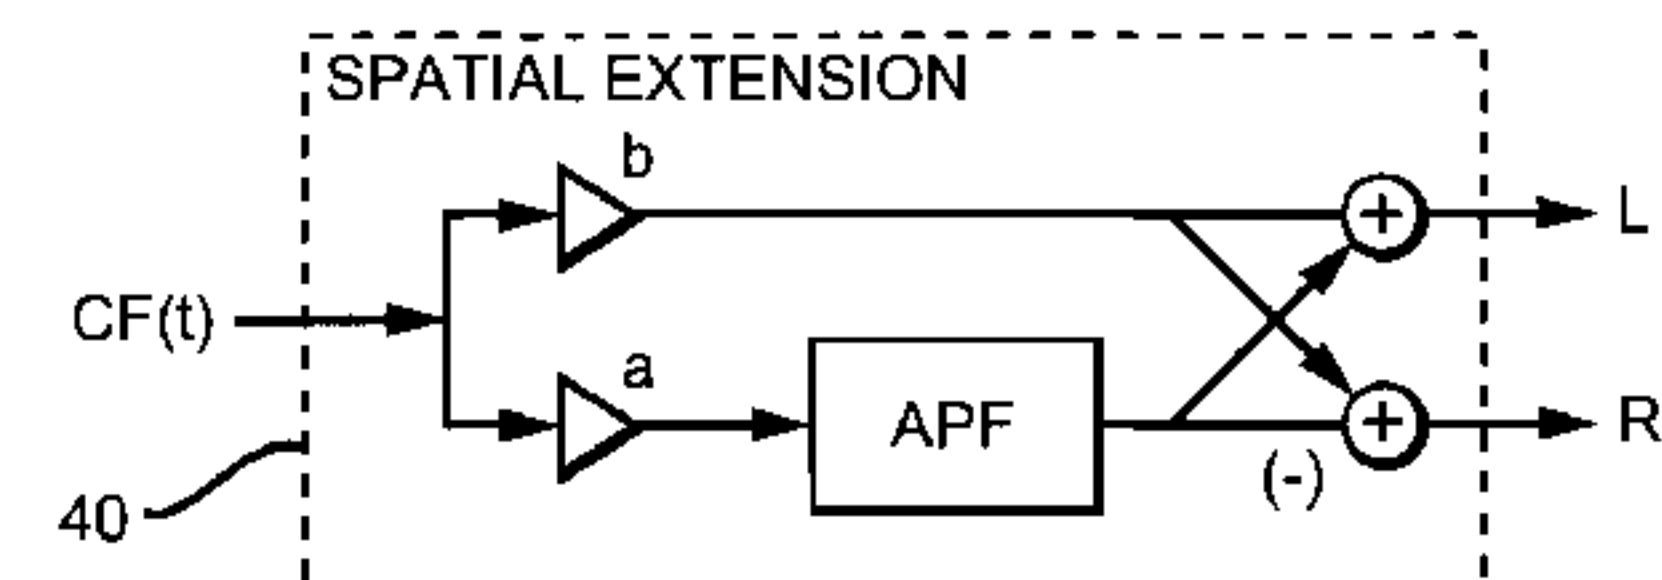 SPATIAL EXTENSION
b
+
L
CF(t)
a
APF
+
R
(-)
40